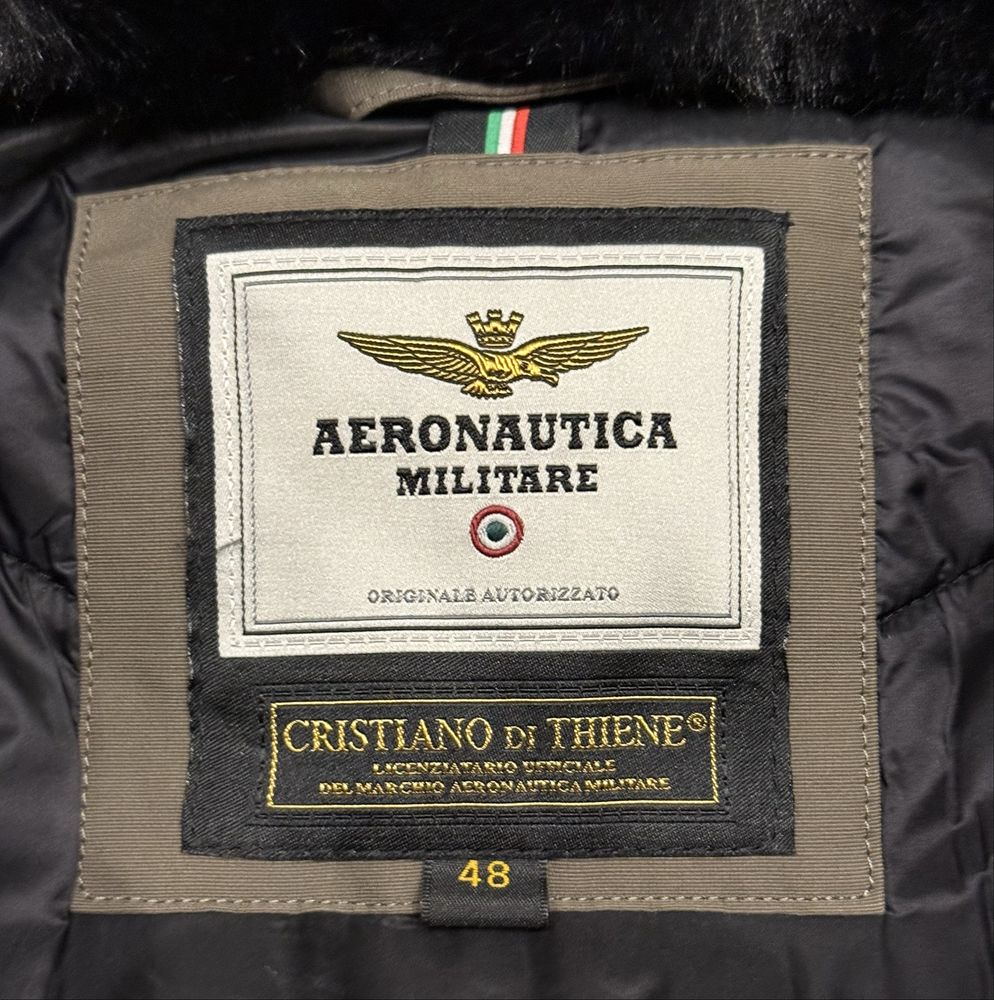 AERONAUTICA
MILITARE
ORIGINALE AUTORIZZATO
CRISTIANO DI THIENE®
LICENZIATARIO UFFICIALE
DEL MARCHIO AERONAUTICA MILITARE
48